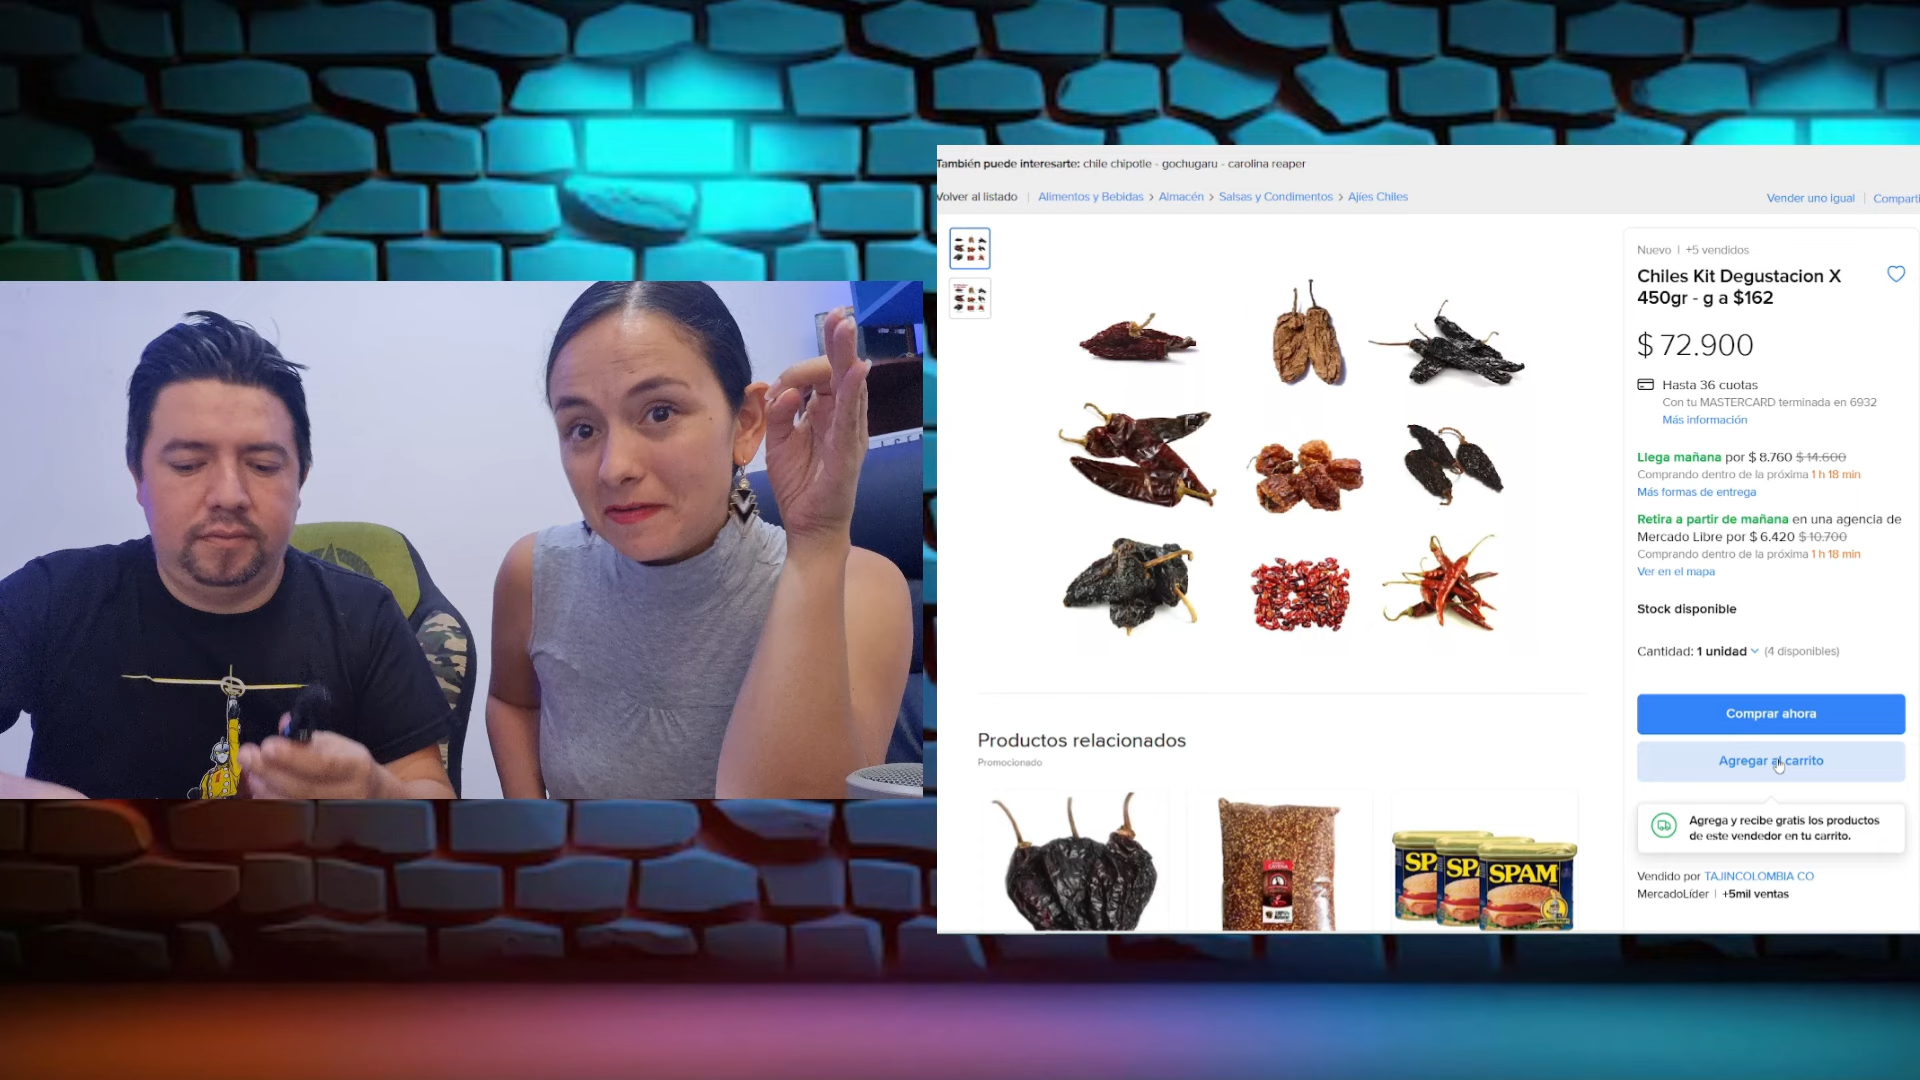 También puede interesarte: chile chipotle - gochugaru - carolina reaper
Volver al listado | Alimentos y Bebidas > Almacén > Salsas y Condimentos > Ajíes Chiles
Vender uno igual | Comparti
Nuevo | +5 vendidos
Chiles Kit Degustacion X
450gr - g a $162
$ 72.900
Hasta 36 cuotas
Con tu MASTERCARD terminada en 6932
Más información
Llega mañana por $ 8.760 $ 14.600
Comprando dentro de la próxima 1 h 18 min
Más formas de entrega
Retira a partir de mañana en una agencia de
Mercado Libre por $ 6.420 $ 10.700
Comprando dentro de la próxima 1 h 18 min
Ver en el mapa
Stock disponible
Cantidad: 1 unidad (4 disponibles)
Comprar ahora
Agregar al carrito
Agrega y recibe gratis los productos
de este vendedor en tu carrito.
Vendido por TAJINCOLOMBIA CO
MercadoLíder | +5mil ventas
Productos relacionados
Promocionado
SP SP SPAM